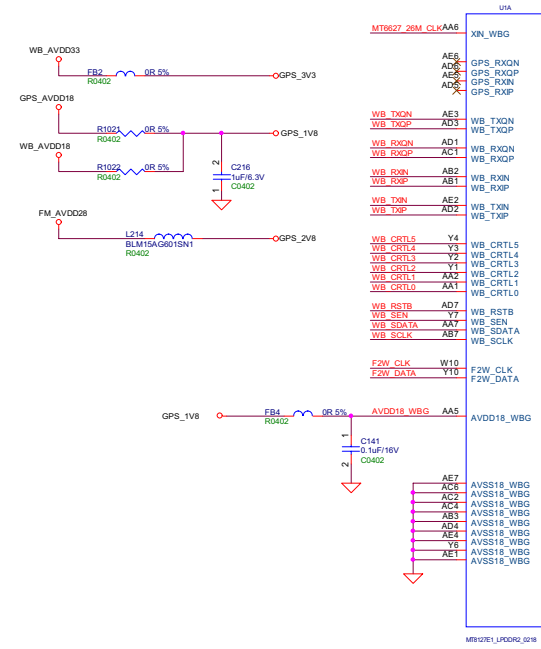 U1A
MT6627_26M_CLK AA6 XIN_WBG
WB_AVDD33
AE6 GPS_RXQN
AD6 GPS_RXQP
AE5 GPS_RXIN
AD5 GPS_RXIP
FB2 0R 5% GPS_3V3
R0402
GPS_AVDD18
WB_TXQN AE3 WB_TXQN
WB_TXQP AD3 WB_TXQP
R1021 0R 5% GPS_1V8
R0402
WB_AVDD18
WB_RXQN AD1 WB_RXQN
WB_RXQP AC1 WB_RXQP
R1022 0R 5%
R0402
2
C216
1uF/6.3V
C0402
1
WB_RXIN AB2 WB_RXIN
WB_RXIP AB1 WB_RXIP
WB_TXIN AE2 WB_TXIN
WB_TXIP AD2 WB_TXIP
FM_AVDD28
L214 GPS_2V8
BLM15AG601SN1
R0402
WB_CRTL5 Y4 WB_CRTL5
WB_CRTL4 Y3 WB_CRTL4
WB_CRTL3 Y2 WB_CRTL3
WB_CRTL2 Y1 WB_CRTL2
WB_CRTL1 AA2 WB_CRTL1
WB_CRTL0 AA1 WB_CRTL0
WB_RSTB AD7 WB_RSTB
WB_SEN Y7 WB_SEN
WB_SDATA AA7 WB_SDATA
WB_SCLK AB7 WB_SCLK
F2W_CLK W10 F2W_CLK
F2W_DATA Y10 F2W_DATA
GPS_1V8 FB4 0R 5% AVDD18_WBG AA5 AVDD18_WBG
R0402
1
C141
0.1uF/16V
2
AE7 AVSS18_WBG
AC6 AVSS18_WBG
AC2 AVSS18_WBG
AC4 AVSS18_WBG
AB3 AVSS18_WBG
AD4 AVSS18_WBG
AE4 AVSS18_WBG
Y6 AVSS18_WBG
AE1 AVSS18_WBG
MT8127E1_LPDDR2_0218